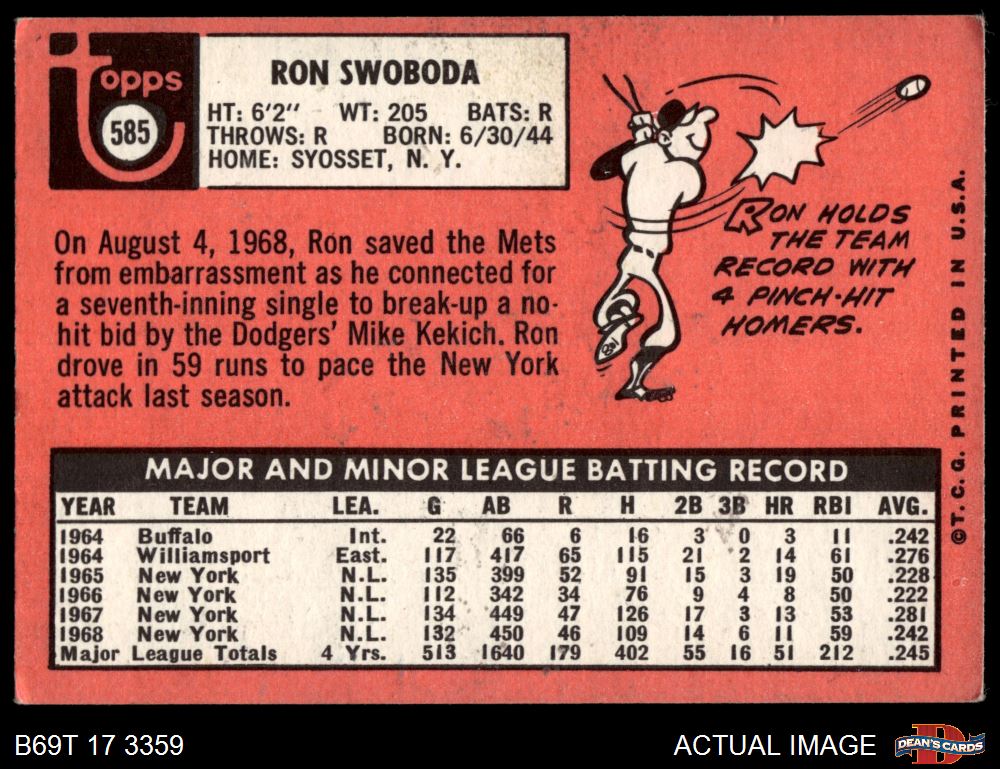 Topps
585
RON SWOBODA
HT: 6'2" WT: 205 BATS: R
THROWS: R BORN: 6/30/44
HOME: SYOSSET, N. Y.
On August 4, 1968, Ron saved the Mets
from embarrassment as he connected for
a seventh-inning single to break-up a no-
hit bid by the Dodgers' Mike Kekich. Ron
drove in 59 runs to pace the New York
attack last season.
RON HOLDS
THE TEAM
RECORD WITH
4 PINCH-HIT
HOMERS.
©T. C. G. PRINTED IN U.S.A.
MAJOR AND MINOR LEAGUE BATTING RECORD
YEAR TEAM LEA. G AB R H 2B 3B HR RBI AVG.
1964 Buffalo Int. 22 66 6 16 3 0 3 11 .242
1964 Williamsport East. 117 417 65 115 21 2 14 61 .276
1965 New York N.L. 135 399 52 91 15 3 19 50 .228
1966 New York N.L. 112 342 34 76 9 4 8 50 .222
1967 New York N.L. 134 449 47 126 17 3 13 53 .281
1968 New York N.L. 132 450 46 109 14 6 11 59 .242
Major League Totals 4 Yrs. 513 1640 179 402 55 16 51 212 .245
B69T 17 3359
ACTUAL IMAGE
D
DEAN'S CARDS